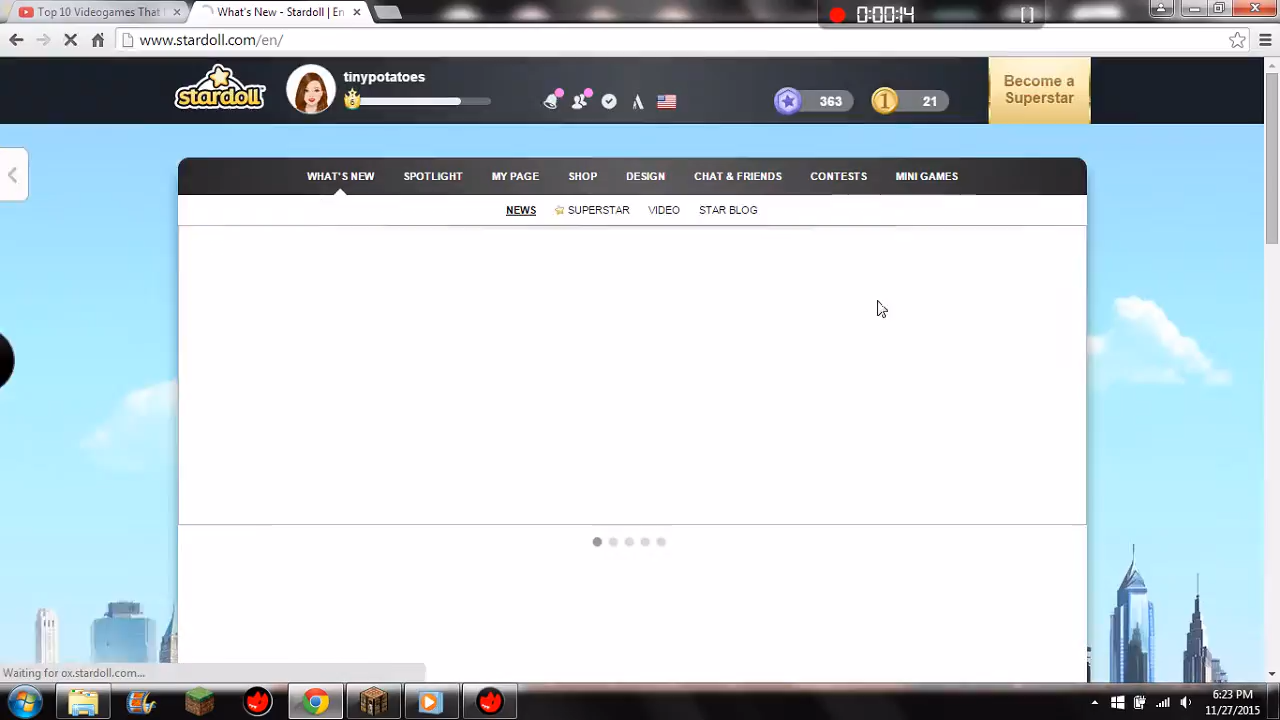 Top 10 Videogames That
What's New - Stardoll | En
0:00:14
[ ]
www.stardoll.com/en/
stardoll
tinypotatoes
6
363
1
21
Become a
Superstar
WHAT'S NEW
SPOTLIGHT
MY PAGE
SHOP
DESIGN
CHAT & FRIENDS
CONTESTS
MINI GAMES
NEWS
SUPERSTAR
VIDEO
STAR BLOG
Waiting for ox.stardoll.com...
6:23 PM
11/27/2015